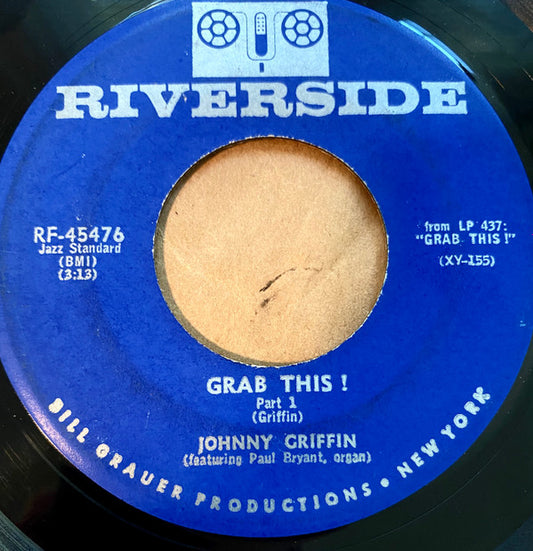 RIVERSIDE
RF-45476
Jazz Standard
(BMI)
(3:13)
from LP 437:
"GRAB THIS!"
(XY-155)
GRAB THIS !
Part 1
(Griffin)
JOHNNY GRIFFIN
(featuring Paul Bryant, organ)
BILL GRAUER PRODUCTIONS • NEW YORK